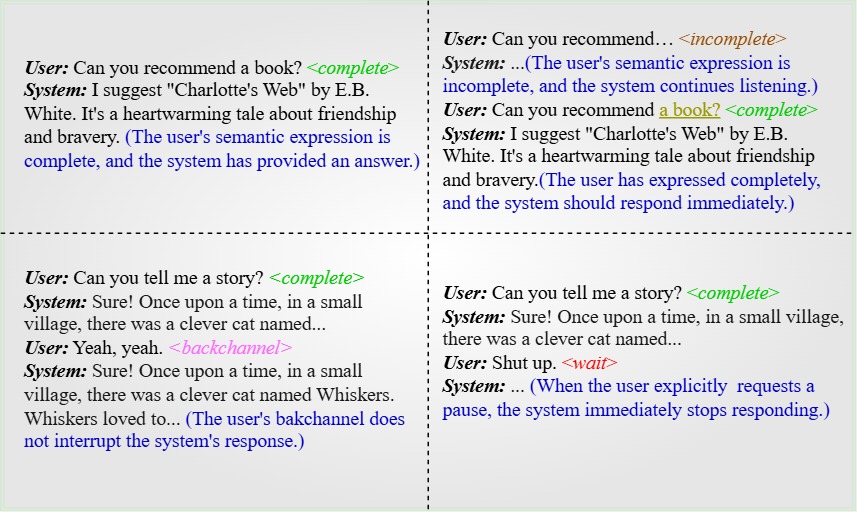 User: Can you recommend a book? <complete>
System: I suggest "Charlotte's Web" by E.B.
White. It's a heartwarming tale about friendship
and bravery. (The user's semantic expression is
complete, and the system has provided an answer.)
User: Can you recommend… <incomplete>
System: ...(The user's semantic expression is
incomplete, and the system continues listening.)
User: Can you recommend a book? <complete>
System: I suggest "Charlotte's Web" by E.B.
White. It's a heartwarming tale about friendship
and bravery.(The user has expressed completely,
and the system should respond immediately.)
User: Can you tell me a story? <complete>
System: Sure! Once upon a time, in a small
village, there was a clever cat named...
User: Yeah, yeah. <backchannel>
System: Sure! Once upon a time, in a small
village, there was a clever cat named Whiskers.
Whiskers loved to... (The user's bakchannel does
not interrupt the system's response.)
User: Can you tell me a story? <complete>
System: Sure! Once upon a time, in a small village,
there was a clever cat named...
User: Shut up. <wait>
System: ... (When the user explicitly requests a
pause, the system immediately stops responding.)